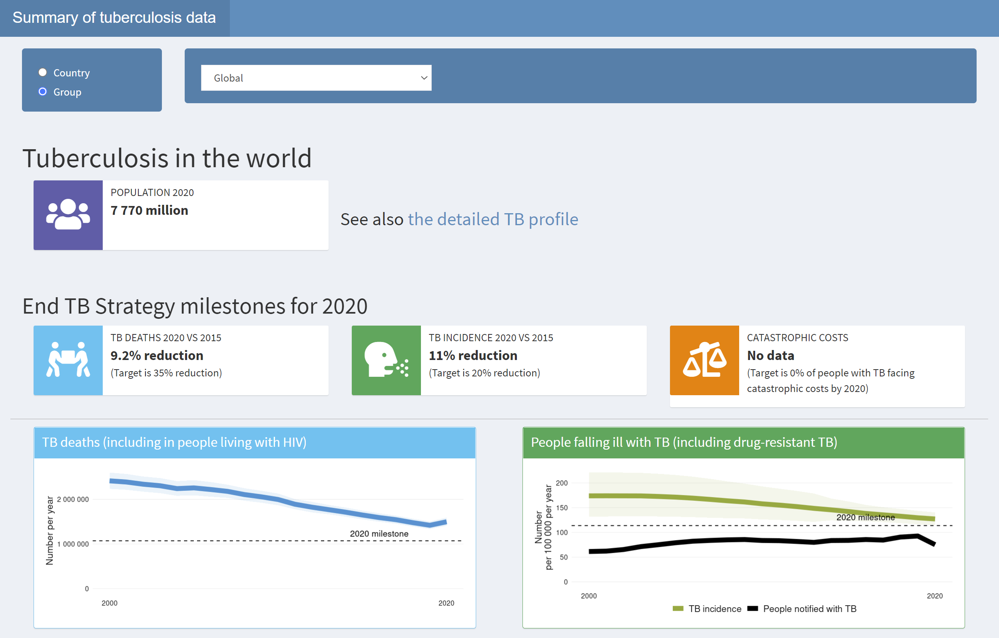 Summary of tuberculosis data
Country
Group
Global
Tuberculosis in the world
POPULATION 2020
7 770 million
See also the detailed TB profile
End TB Strategy milestones for 2020
TB DEATHS 2020 VS 2015
9.2% reduction
(Target is 35% reduction)
TB INCIDENCE 2020 VS 2015
11% reduction
(Target is 20% reduction)
CATASTROPHIC COSTS
No data
(Target is 0% of people with TB facing
catastrophic costs by 2020)
TB deaths (including in people living with HIV)
Number per year
2 000 000
1 000 000
0
2020 milestone
2000
2020
People falling ill with TB (including drug-resistant TB)
Number
per 100 000 per year
200
150
100
50
0
2020 milestone
2000
2020
TB incidence
People notified with TB